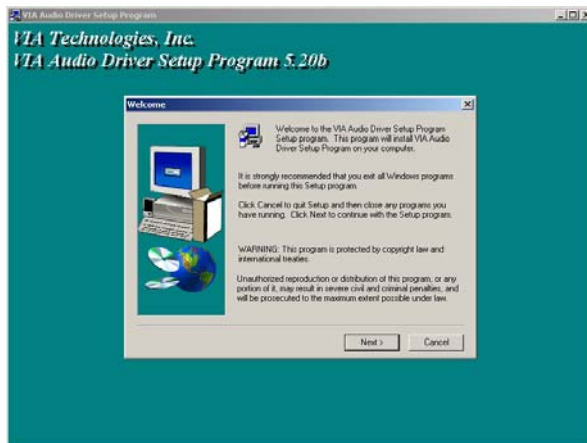 VIA Audio Driver Setup Program
VIA Technologies, Inc.
VIA Audio Driver Setup Program 5.20b
Welcome
Welcome to the VIA Audio Driver Setup Program
Setup program. This program will install VIA Audio
Driver Setup Program on your computer.
It is strongly recommended that you exit all Windows programs
before running this Setup program.
Click Cancel to quit Setup and then close any programs you
have running. Click Next to continue with the Setup program.
WARNING: This program is protected by copyright law and
international treaties.
Unauthorized reproduction or distribution of this program, or any
portion of it, may result in severe civil and criminal penalties, and
will be prosecuted to the maximum extent possible under law.
Next > Cancel